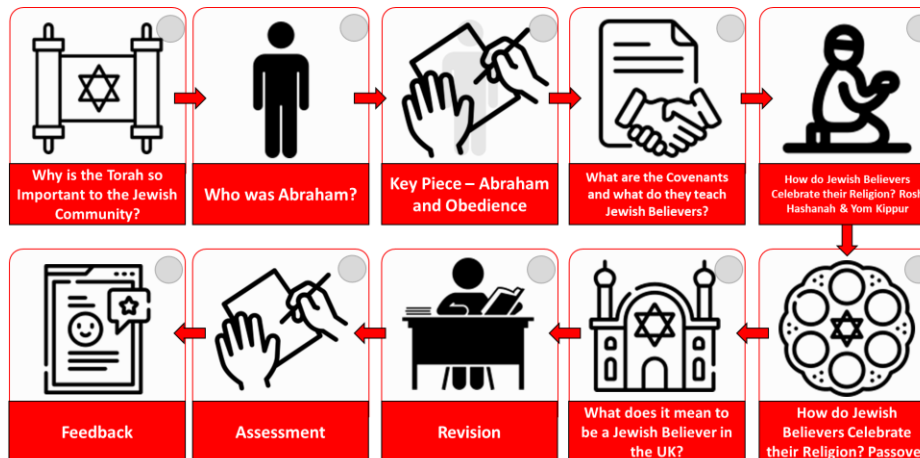 Why is the Torah so
Important to the Jewish
Community?
Who was Abraham?
Key Piece – Abraham
and Obedience
What are the Covenants
and what do they teach
Jewish Believers?
How do Jewish Believers
Celebrate their Religion? Rosh
Hashanah & Yom Kippur
Feedback
Assessment
Revision
What does it mean to
be a Jewish Believer in
the UK?
How do Jewish
Believers Celebrate
their Religion? Passover